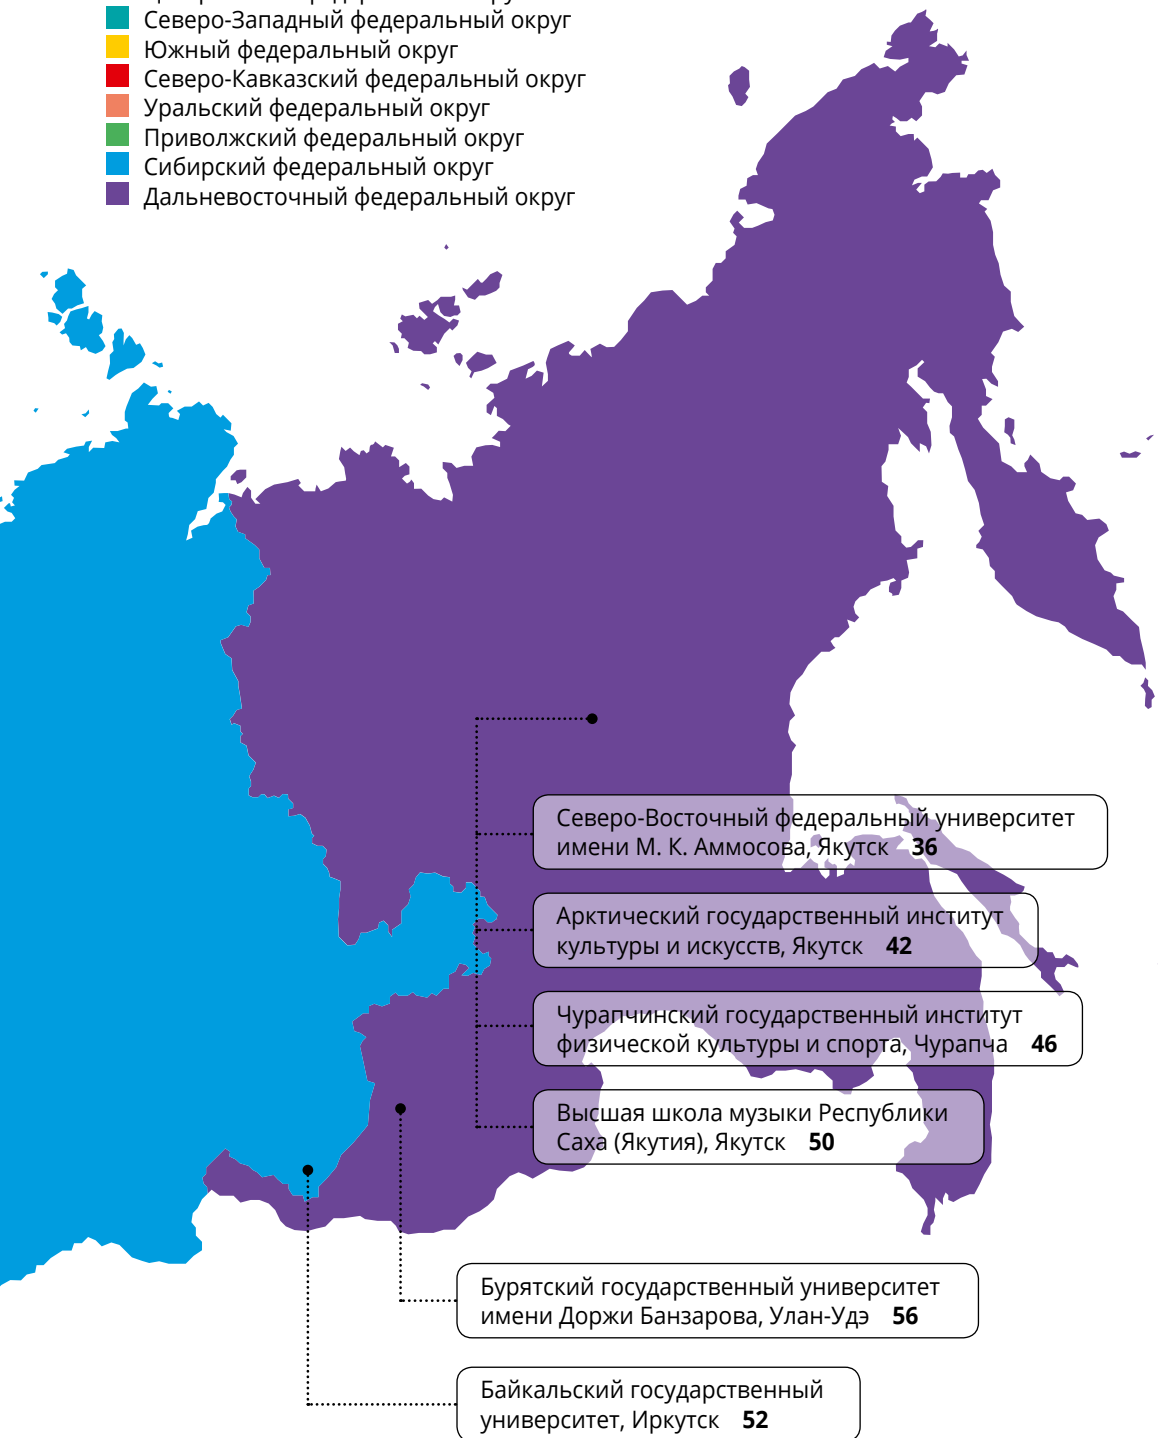 Северо-Западный федеральный округ
Южный федеральный округ
Северо-Кавказский федеральный округ
Уральский федеральный округ
Приволжский федеральный округ
Сибирский федеральный округ
Дальневосточный федеральный округ
Северо-Восточный федеральный университет
имени М. К. Аммосова, Якутск 36
Арктический государственный институт
культуры и искусств, Якутск 42
Чурапчинский государственный институт
физической культуры и спорта, Чурапча 46
Высшая школа музыки Республики
Саха (Якутия), Якутск 50
Бурятский государственный университет
имени Доржи Банзарова, Улан-Удэ 56
Байкальский государственный
университет, Иркутск 52